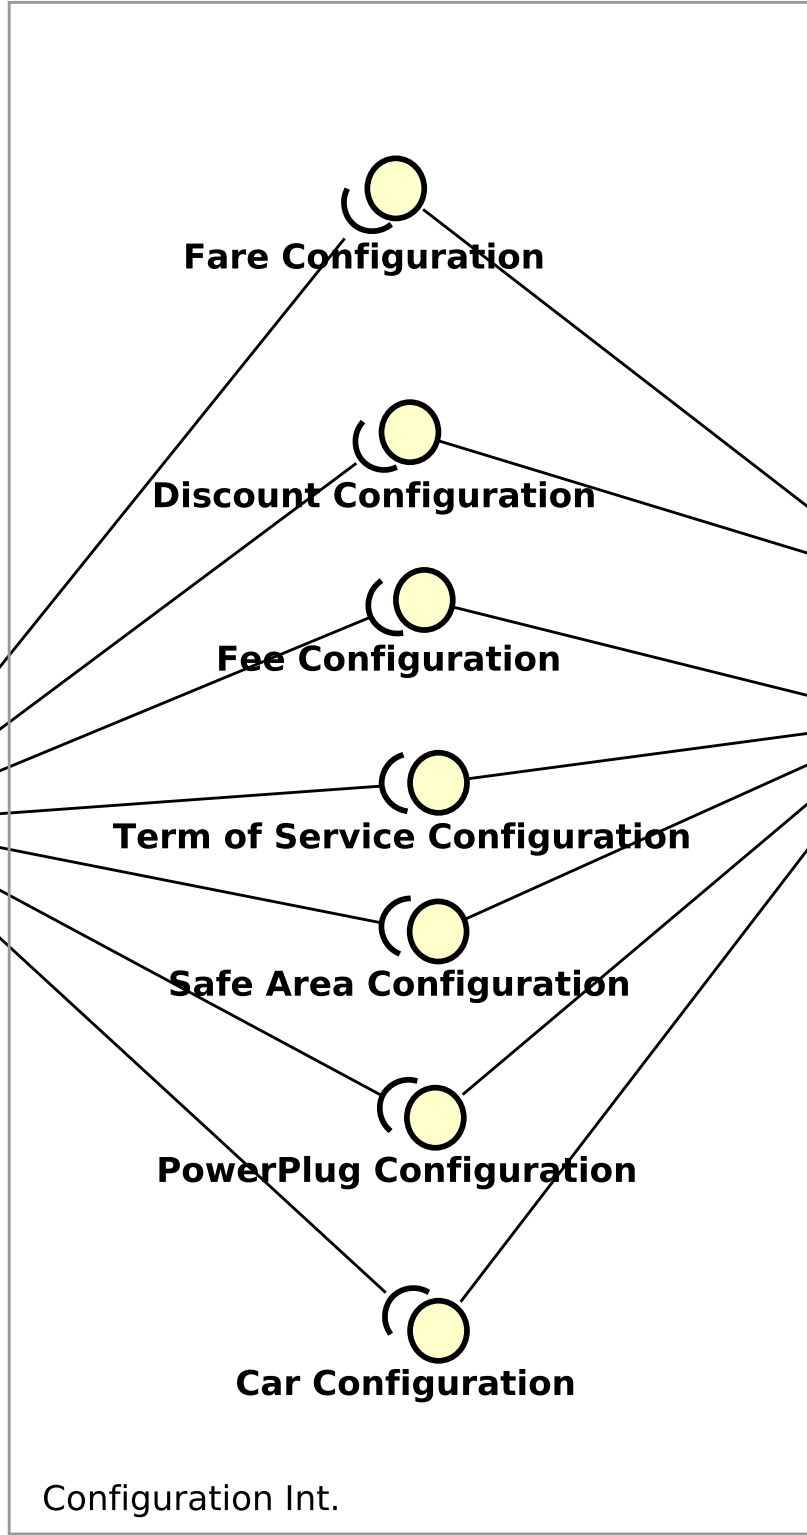 Fare Configuration
Discount Configuration
Fee Configuration
Term of Service Configuration
Safe Area Configuration
PowerPlug Configuration
Car Configuration
Configuration Int.